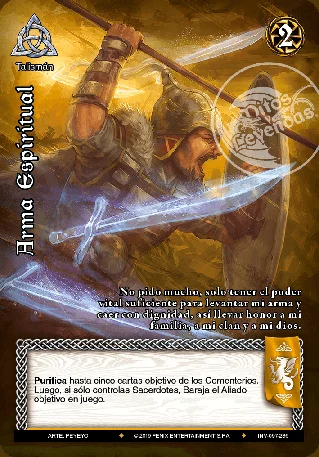 Talismán
2
Mitos y Leyendas
Arma Espiritual
No pido mucho, solo tener el poder
vital suficiente para levantar mi arma y
caer con dignidad, así llevar honor a mi
familia, a mi clan y a mi dios.
Purifica hasta cinco cartas objetivo de los Cementerios.
Luego, si sólo controlas Sacerdotes, Baraja el Aliado
objetivo en juego.
ARTE: PEREYO
©2019 FENIX ENTERTAINMENT SPA